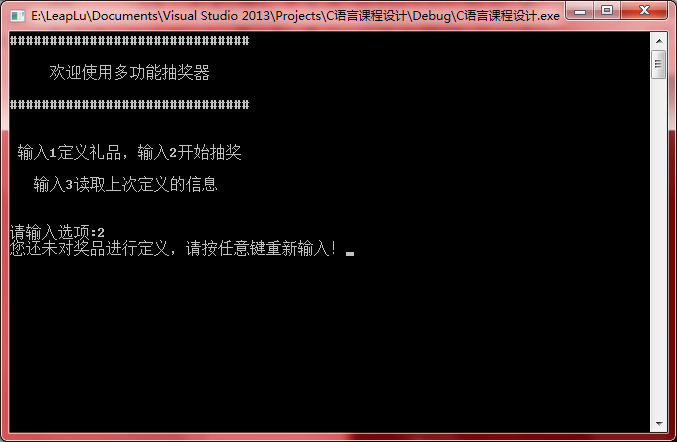 E:\LeapLu\Documents\Visual Studio 2013\Projects\C语言课程设计\Debug\C语言课程设计.exe
##############################
欢迎使用多功能抽奖器
##############################
输入1定义礼品，输入2开始抽奖
输入3读取上次定义的信息
请输入选项:2
您还未对奖品进行定义，请按任意键重新输入！